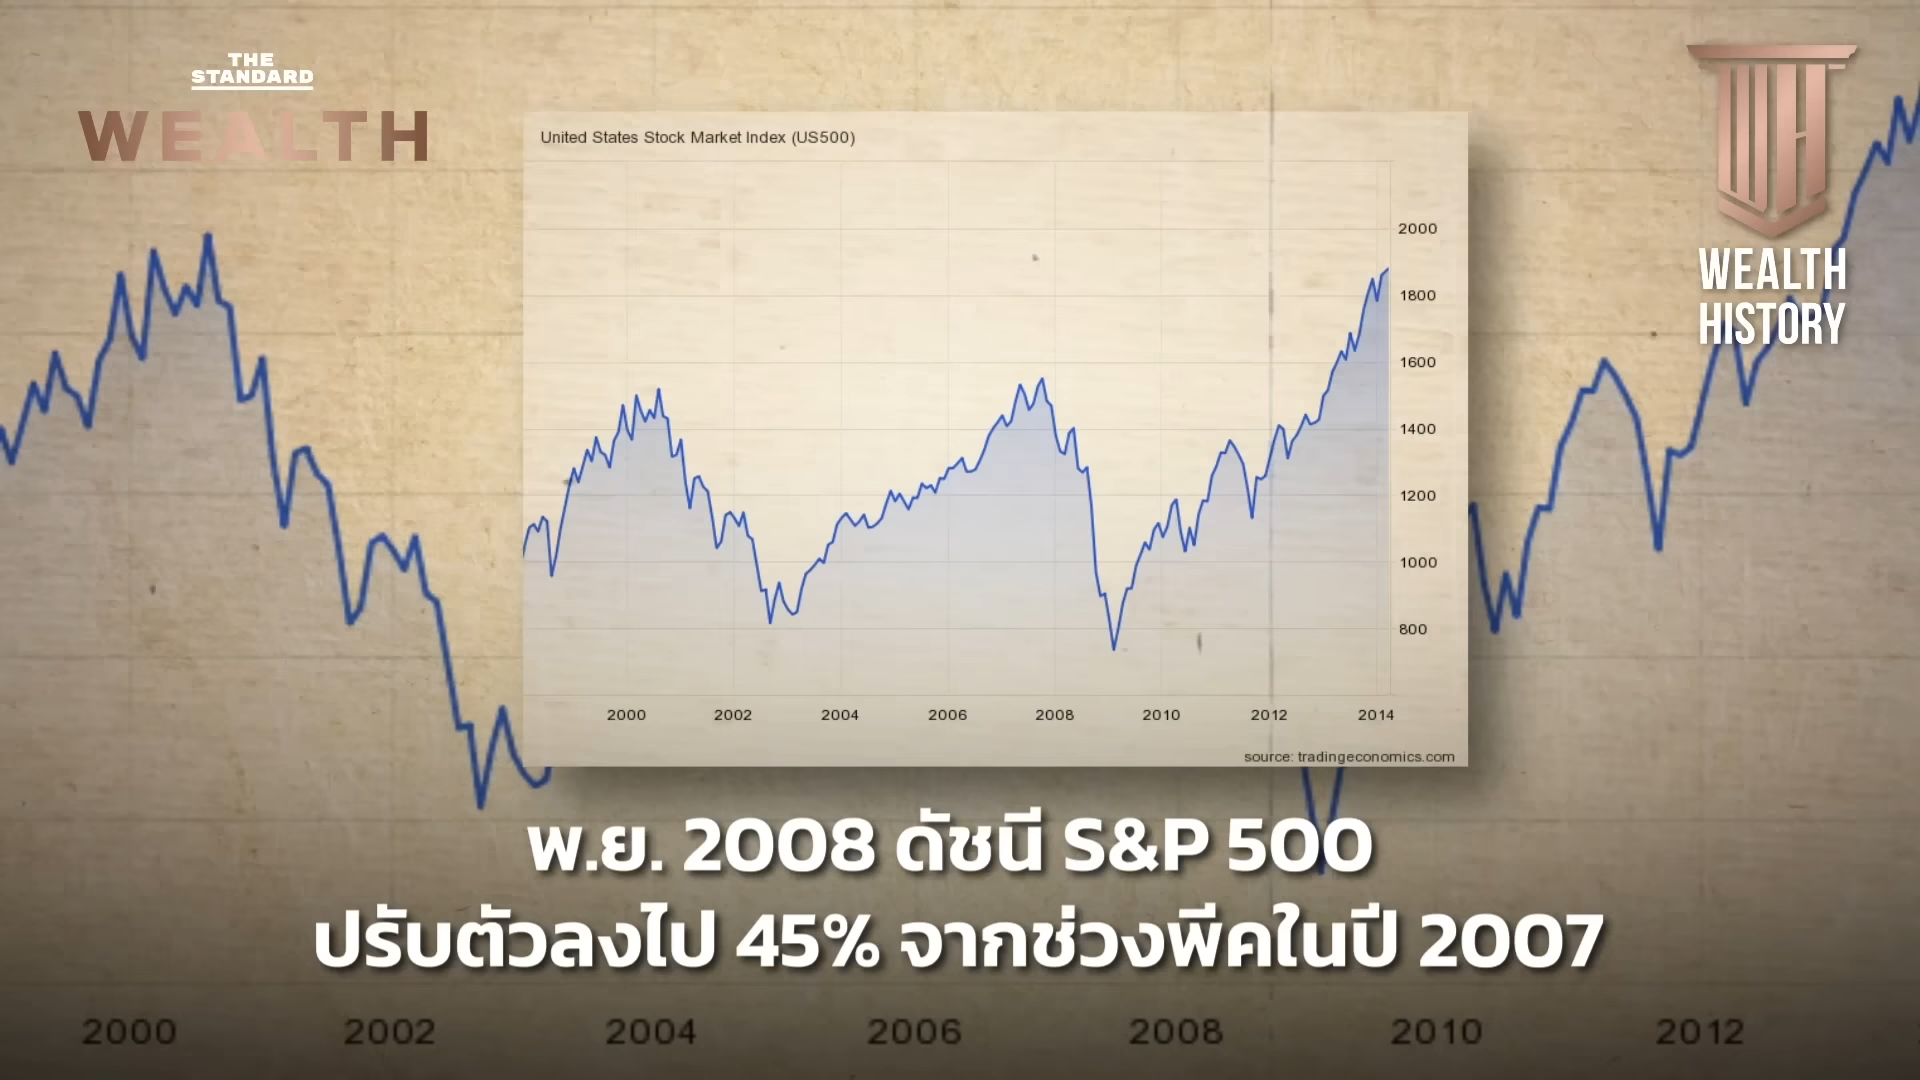 THE
STANDARD
WEALTH
WEALTH
HISTORY
United States Stock Market Index (US500)
2000
1800
1600
1400
1200
1000
800
2000 2002 2004 2006 2008 2010 2012 2014
source: tradingeconomics.com
พ.ย. 2008 ดัชนี S&P 500
ปรับตัวลงไป 45% จากช่วงพีคในปี 2007
2000 2002 2004 2006 2008 2010 2012